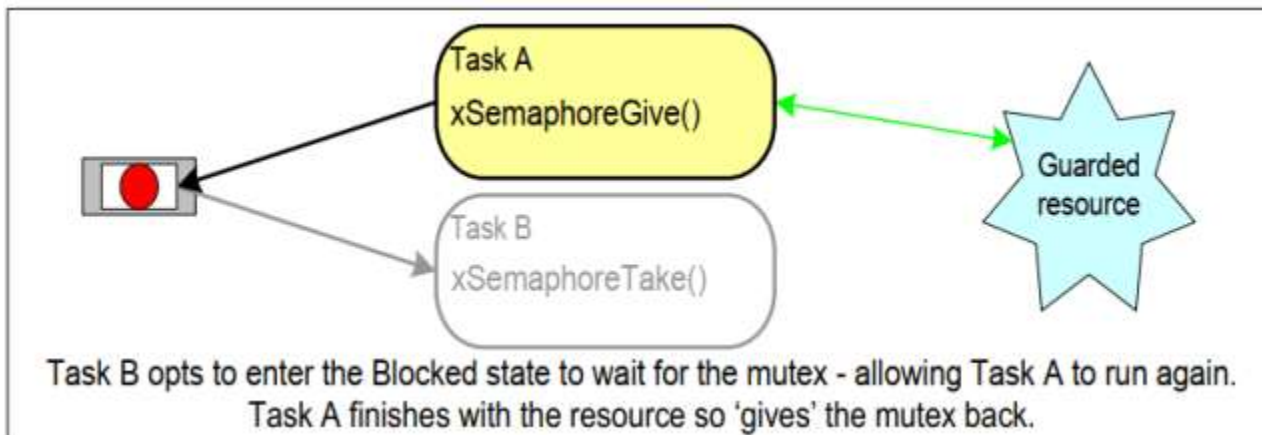 Task A
xSemaphoreGive()
Guarded
resource
Task B
xSemaphoreTake()
Task B opts to enter the Blocked state to wait for the mutex - allowing Task A to run again.
Task A finishes with the resource so ‘gives’ the mutex back.